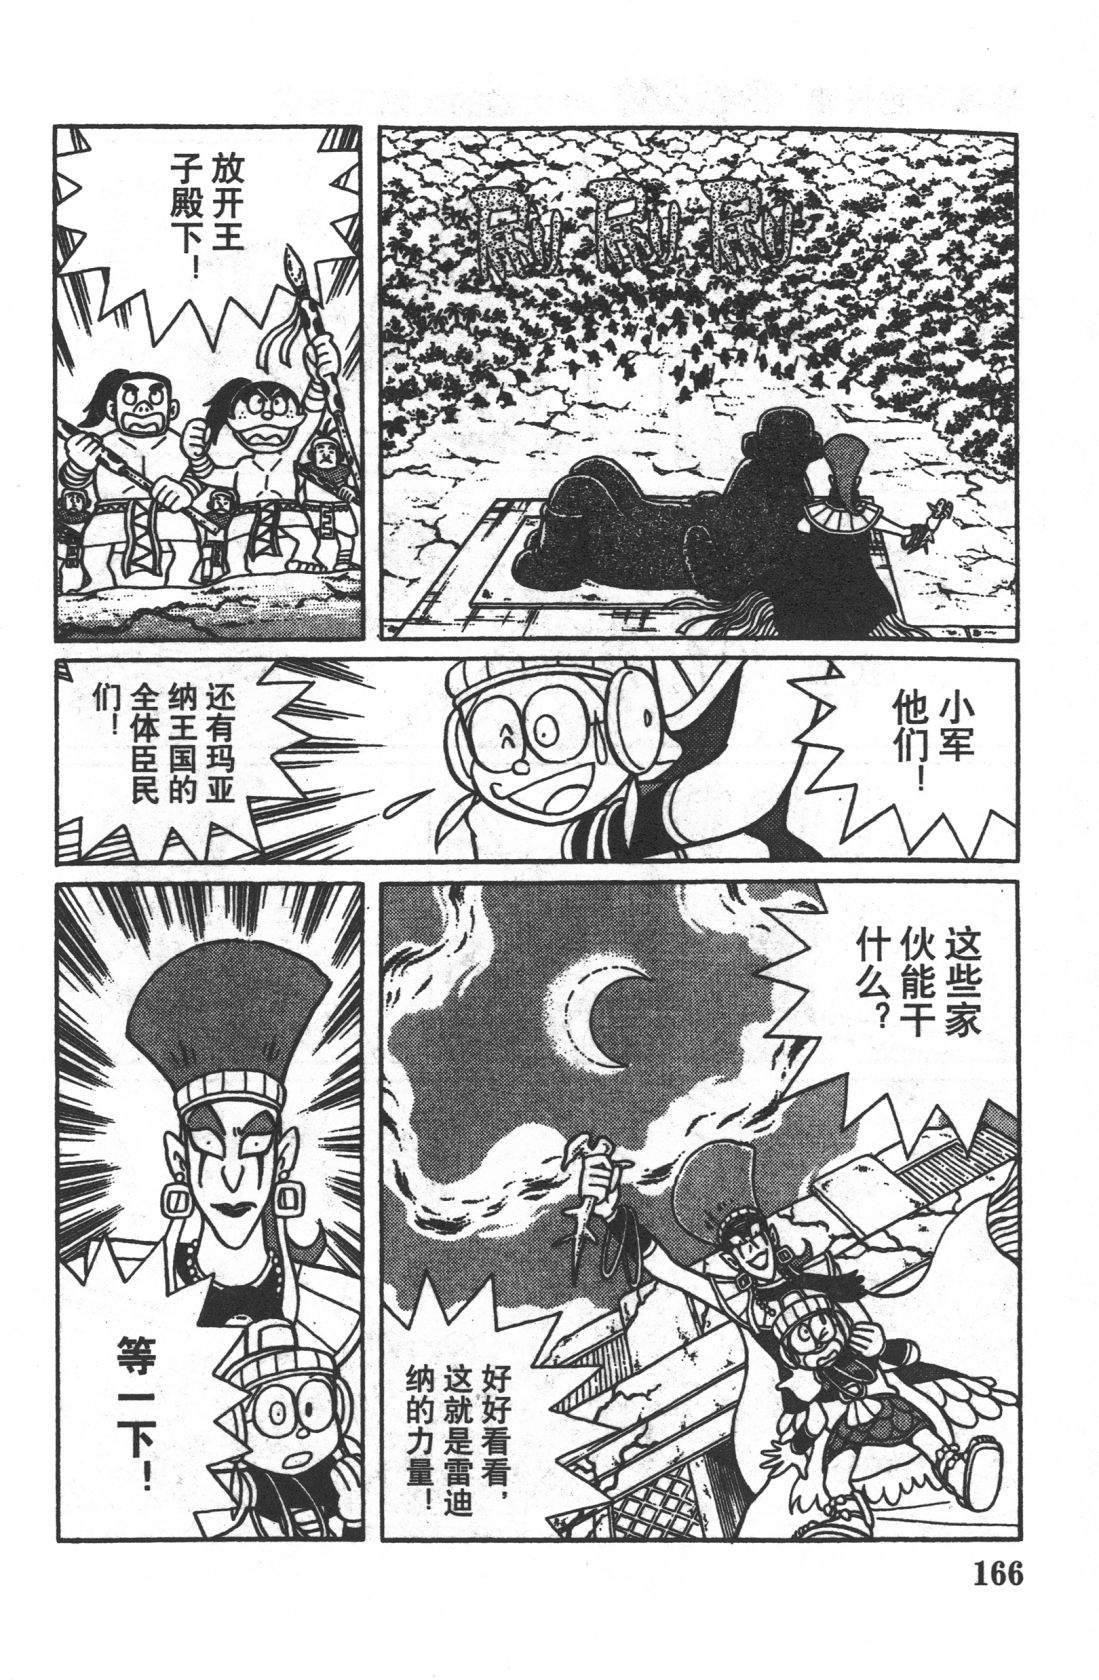 RU RU RU
放开王
子殿下！
小军
他们！
还有玛亚
纳王国的
全体臣民
们！
这些家
伙能干
什么？
好好看看，
这就是雷迪
纳的力量！
等一下！
166